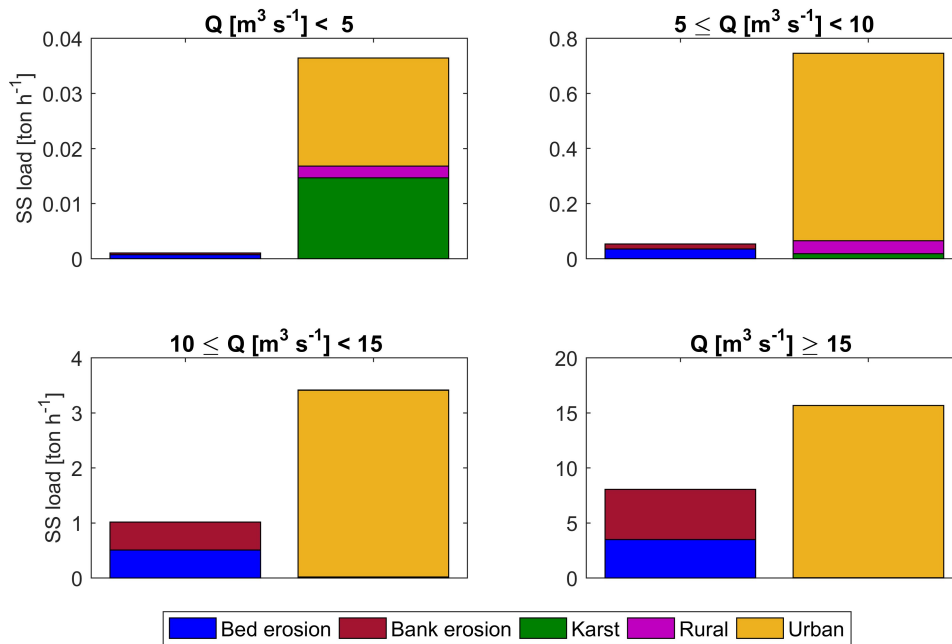 Q [m³ s⁻¹] < 5
0.04
0.03
0.02
0.01
0
SS load [ton h⁻¹]
5 ≤ Q [m³ s⁻¹] < 10
0.8
0.6
0.4
0.2
0
10 ≤ Q [m³ s⁻¹] < 15
4
3
2
1
0
SS load [ton h⁻¹]
Q [m³ s⁻¹] ≥ 15
20
15
10
5
0
Bed erosion Bank erosion Karst Rural Urban